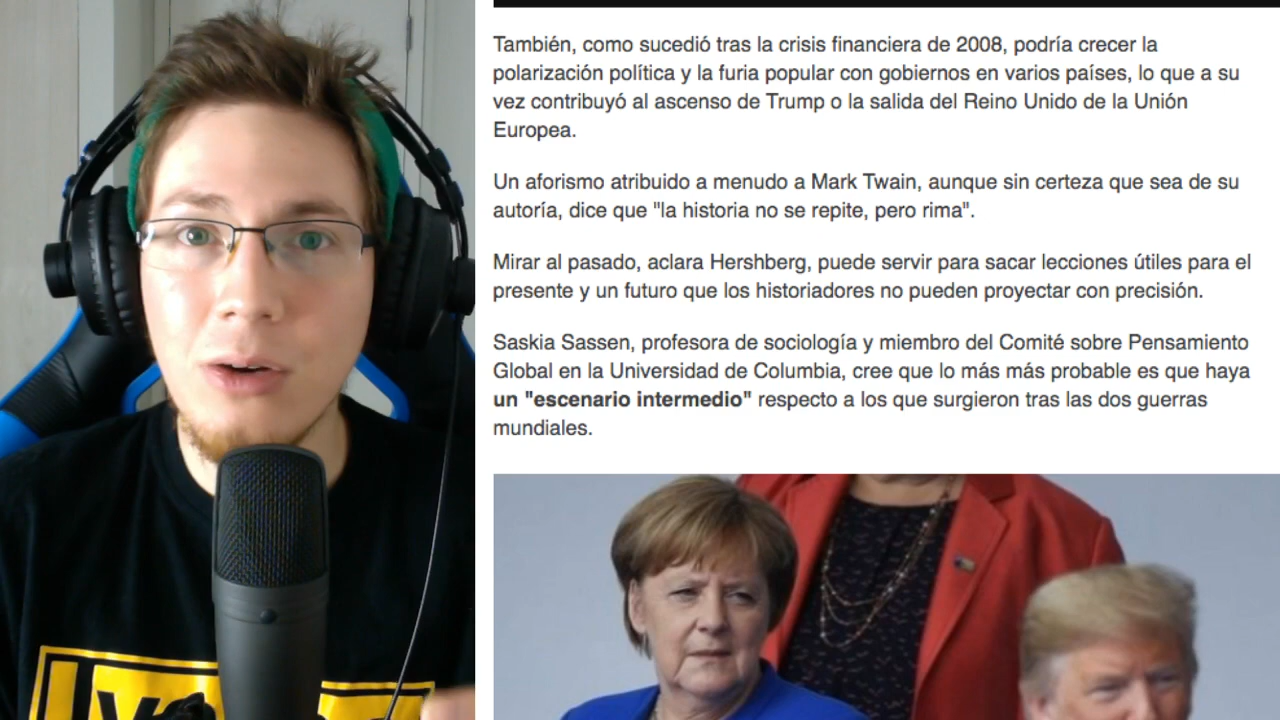 También, como sucedió tras la crisis financiera de 2008, podría crecer la
polarización política y la furia popular con gobiernos en varios países, lo que a su
vez contribuyó al ascenso de Trump o la salida del Reino Unido de la Unión
Europea.
Un aforismo atribuido a menudo a Mark Twain, aunque sin certeza que sea de su
autoría, dice que "la historia no se repite, pero rima".
Mirar al pasado, aclara Hershberg, puede servir para sacar lecciones útiles para el
presente y un futuro que los historiadores no pueden proyectar con precisión.
Saskia Sassen, profesora de sociología y miembro del Comité sobre Pensamiento
Global en la Universidad de Columbia, cree que lo más más probable es que haya
un "escenario intermedio" respecto a los que surgieron tras las dos guerras
mundiales.